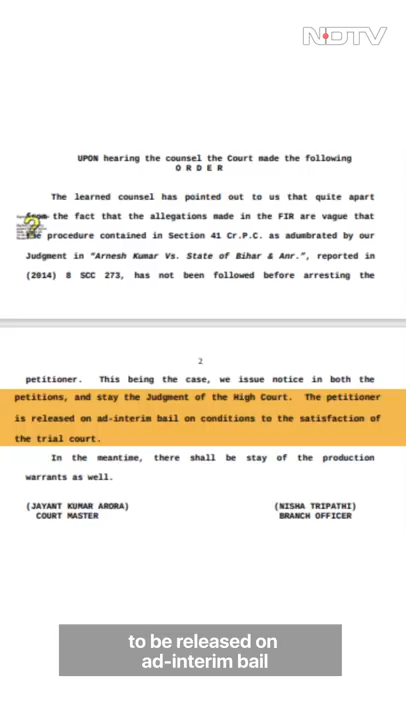 NDTV
UPON hearing the counsel the Court made the following
O R D E R
The learned counsel has pointed out to us that quite apart
from the fact that the allegations made in the FIR are vague that
the procedure contained in Section 41 Cr.P.C. as adumbrated by our
Judgment in "Arnesh Kumar Vs. State of Bihar & Anr.", reported in
(2014) 8 SCC 273, has not been followed before arresting the
2
petitioner. This being the case, we issue notice in both the
petitions, and stay the Judgment of the High Court. The petitioner
is released on ad-interim bail on conditions to the satisfaction of
the trial court.
In the meantime, there shall be stay of the production
warrants as well.
(JAYANT KUMAR ARORA) (NISHA TRIPATHI)
COURT MASTER BRANCH OFFICER
to be released on
ad-interim bail